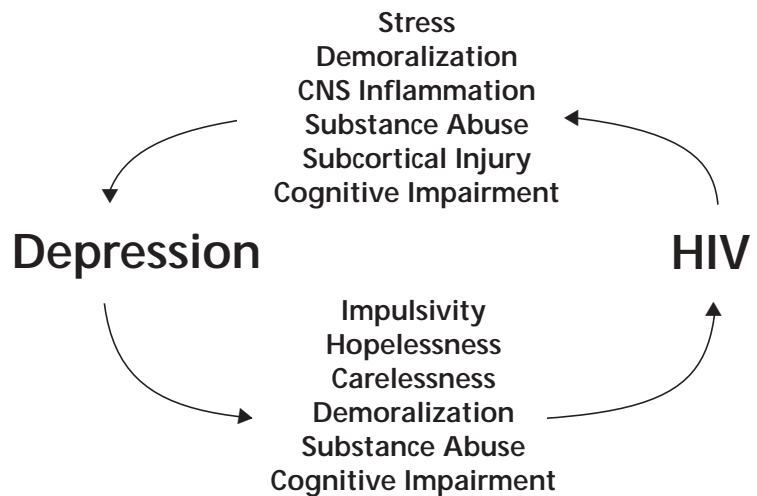 Stress
Demoralization
CNS Inflammation
Substance Abuse
Subcortical Injury
Cognitive Impairment
Depression
HIV
Impulsivity
Hopelessness
Carelessness
Demoralization
Substance Abuse
Cognitive Impairment